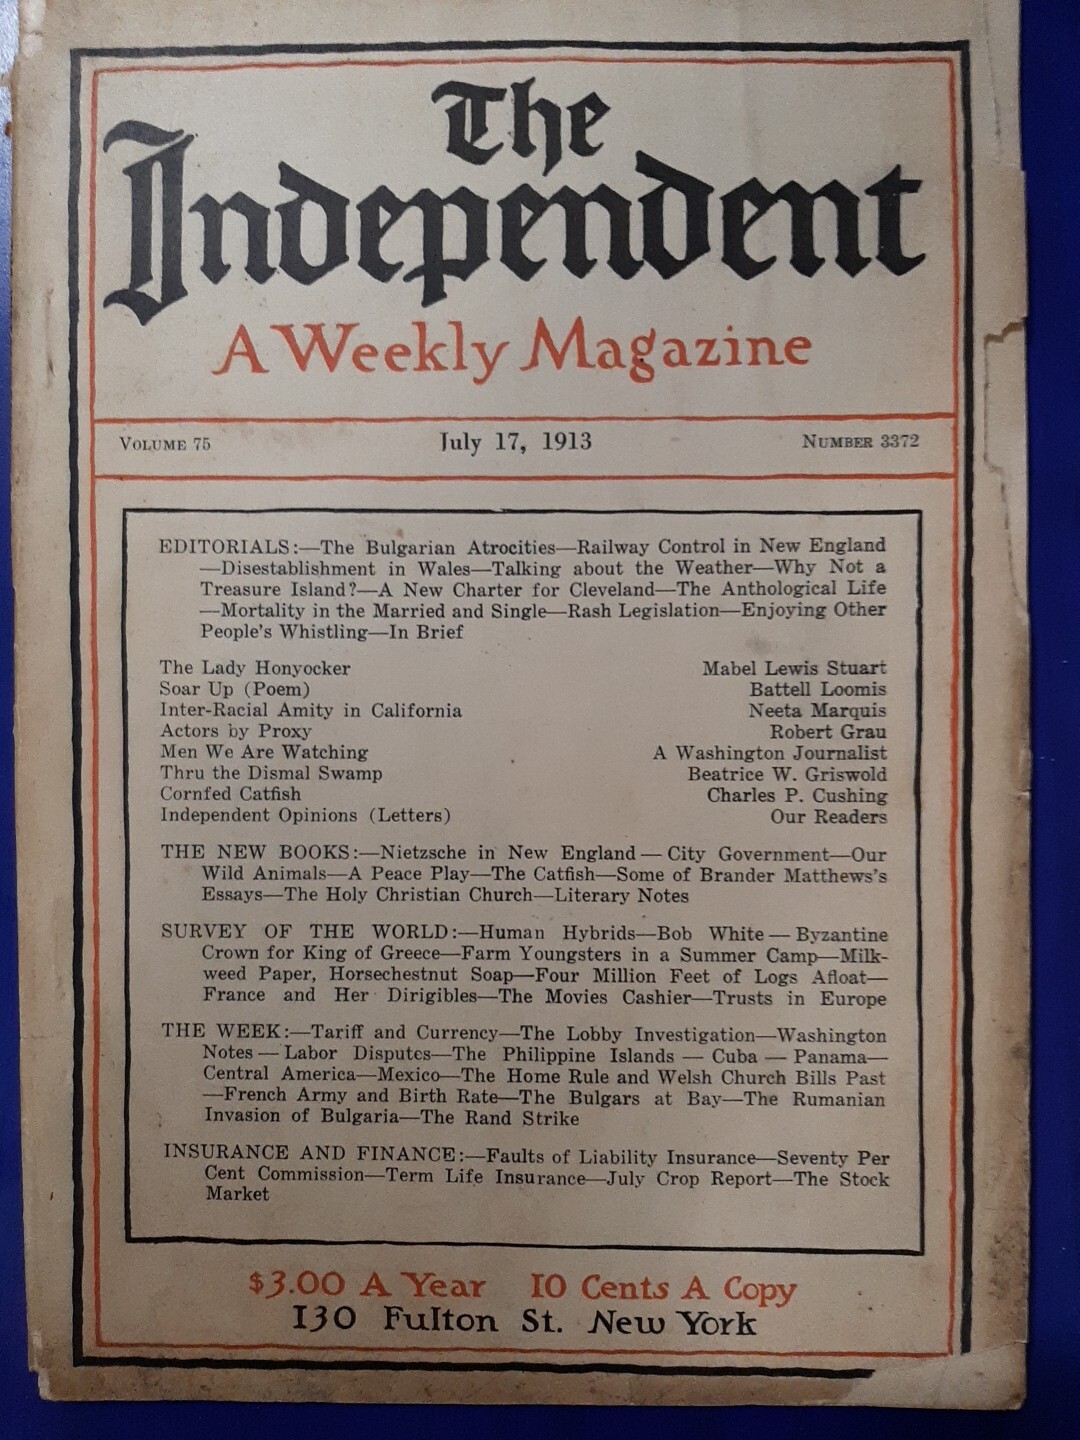 The
Independent
A Weekly Magazine
VOLUME 75 July 17, 1913 NUMBER 3372
EDITORIALS:—The Bulgarian Atrocities—Railway Control in New England
—Disestablishment in Wales—Talking about the Weather—Why Not a
Treasure Island?—A New Charter for Cleveland—The Anthological Life
—Mortality in the Married and Single—Rash Legislation—Enjoying Other
People's Whistling—In Brief
The Lady Honyocker Mabel Lewis Stuart
Soar Up (Poem) Battell Loomis
Inter-Racial Amity in California Neeta Marquis
Actors by Proxy Robert Grau
Men We Are Watching A Washington Journalist
Thru the Dismal Swamp Beatrice W. Griswold
Cornfed Catfish Charles P. Cushing
Independent Opinions (Letters) Our Readers
THE NEW BOOKS:—Nietzsche in New England—City Government—Our
Wild Animals—A Peace Play—The Catfish—Some of Brander Matthews's
Essays—The Holy Christian Church—Literary Notes
SURVEY OF THE WORLD:—Human Hybrids—Bob White—Byzantine
Crown for King of Greece—Farm Youngsters in a Summer Camp—Milk-
weed Paper, Horsechestnut Soap—Four Million Feet of Logs Afloat—
France and Her Dirigibles—The Movies Cashier—Trusts in Europe
THE WEEK:—Tariff and Currency—The Lobby Investigation—Washington
Notes—Labor Disputes—The Philippine Islands—Cuba—Panama—
Central America—Mexico—The Home Rule and Welsh Church Bills Past
—French Army and Birth Rate—The Bulgars at Bay—The Rumanian
Invasion of Bulgaria—The Rand Strike
INSURANCE AND FINANCE:—Faults of Liability Insurance—Seventy Per
Cent Commission—Term Life Insurance—July Crop Report—The Stock
Market
$3.00 A Year 10 Cents A Copy
130 Fulton St. New York